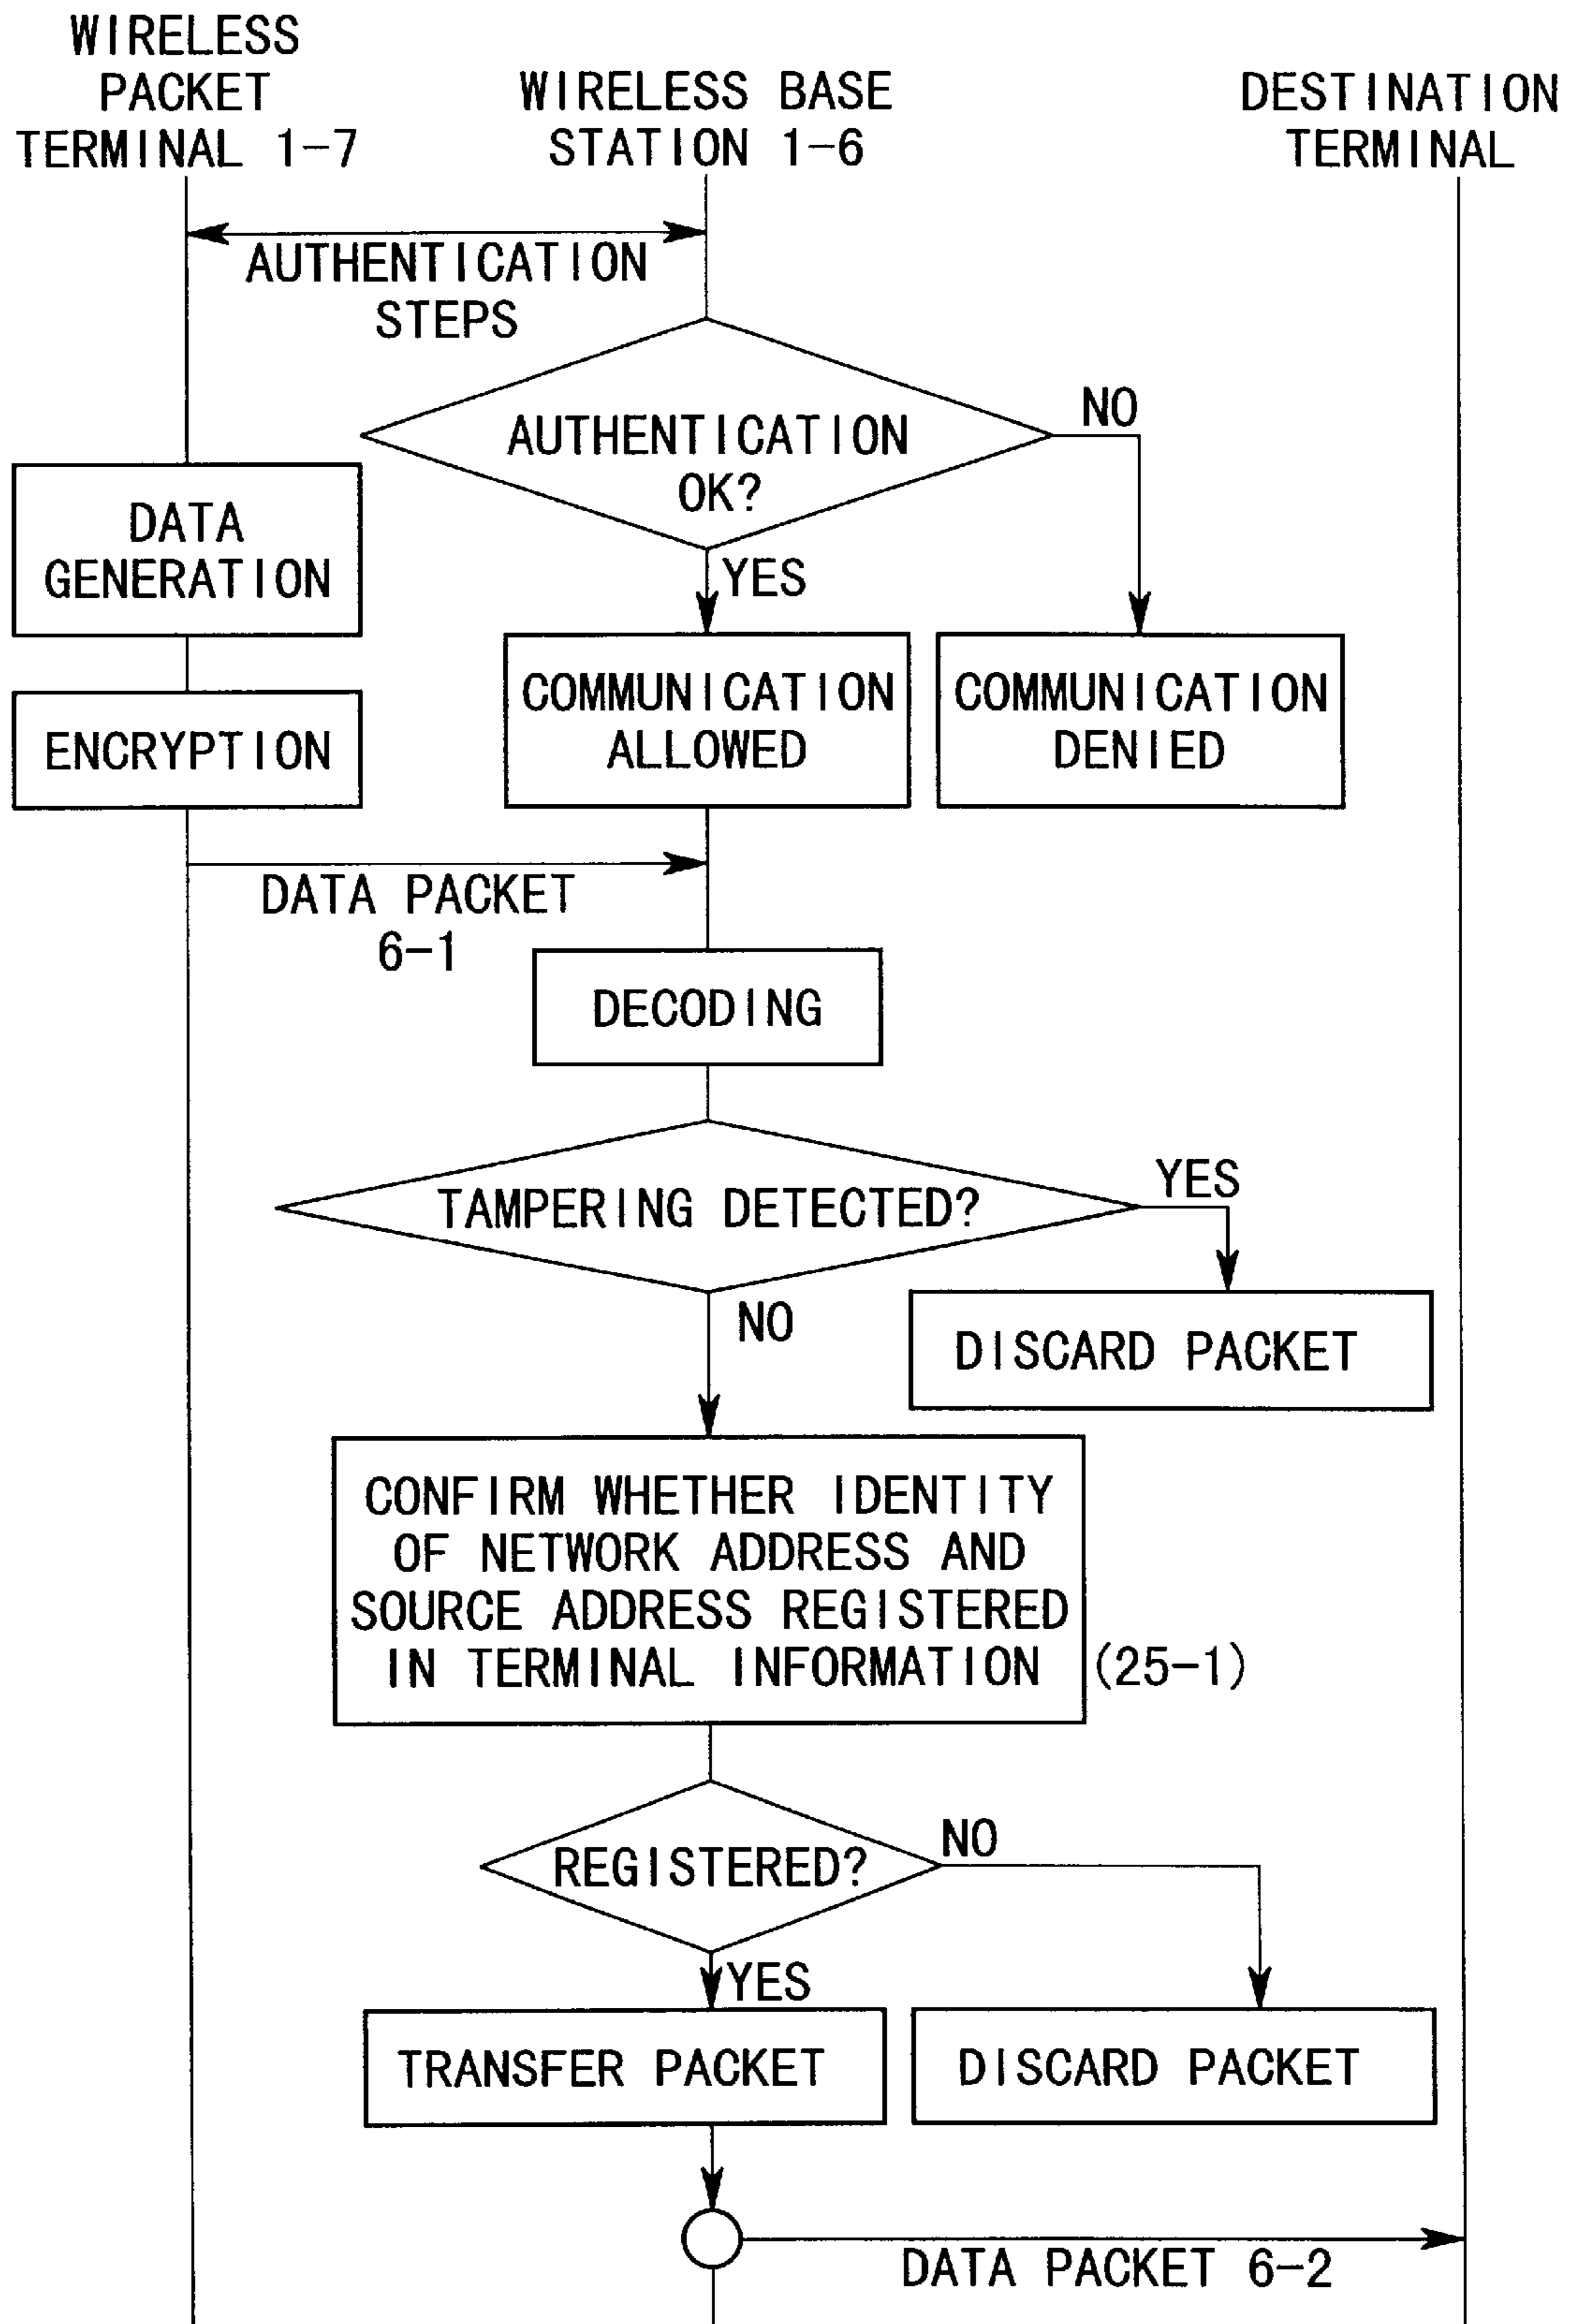 WIRELESS
PACKET
TERMINAL 1-7
WIRELESS BASE
STATION 1-6
DESTINATION
TERMINAL
AUTHENTICATION
STEPS
AUTHENTICATION
OK?
NO
DATA
GENERATION
YES
ENCRYPTION
COMMUNICATION
ALLOWED
COMMUNICATION
DENIED
DATA PACKET
6-1
DECODING
TAMPERING DETECTED?
YES
NO
DISCARD PACKET
CONFIRM WHETHER IDENTITY
OF NETWORK ADDRESS AND
SOURCE ADDRESS REGISTERED
IN TERMINAL INFORMATION
(25-1)
REGISTERED?
NO
YES
TRANSFER PACKET
DISCARD PACKET
DATA PACKET 6-2